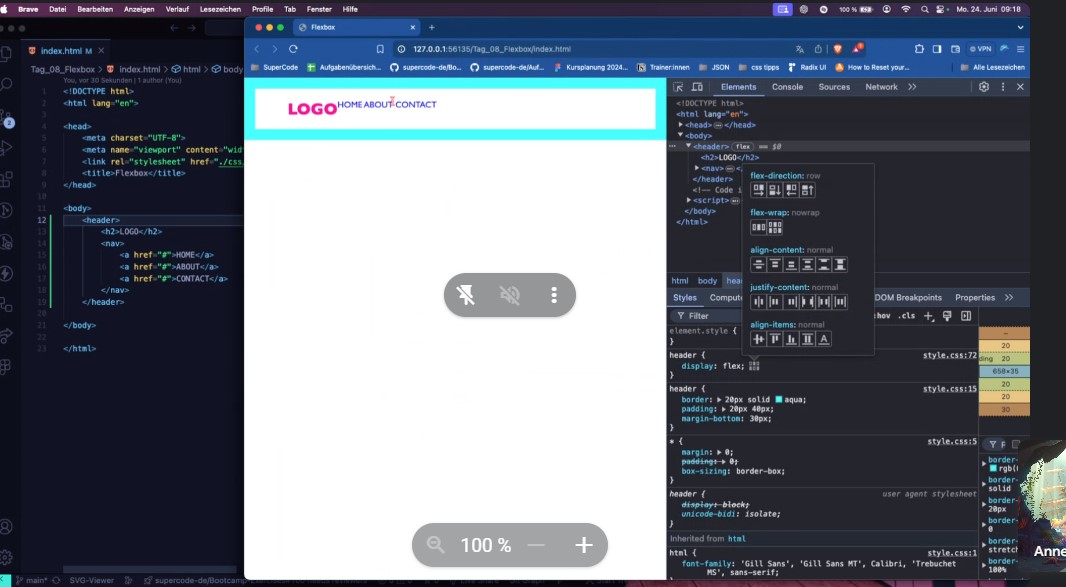 Brave Datei Bearbeiten Anzeigen Verlauf Lesezeichen Profile Tab Fenster Hilfe 100 % Mo. 24. Juni 09:18
index.html M
Flexbox
127.0.0.1:56135/Tag_08_Flexbox/index.html
VPN
SuperCode Aufgabenübersich... supercode-de/Bo... supercode-de/Auf... Kursplanung 2024... Trainer:innen JSON css tipps Radix UI How to Reset your... Alle Lesezeichen
Tag_08_Flexbox > index.html > html > body
You, vor 30 Sekunden | 1 author (You)
1 <!DOCTYPE html>
2 <html lang="en">
3
4 <head>
5 <meta charset="UTF-8">
6 <meta name="viewport" content="wid
7 <link rel="stylesheet" href="./css
8 <title>Flexbox</title>
9 </head>
10
11 <body>
12 <header>
13 <h2>LOGO</h2>
14 <nav>
15 <a href="#">HOME</a>
16 <a href="#">ABOUT</a>
17 <a href="#">CONTACT</a>
18 </nav>
19 </header>
20
21 </body>
22
23 </html>
LOGO HOME ABOUT CONTACT
100 %
Elements Console Sources Network
<!DOCTYPE html>
<html lang="en">
<head> </head>
<body>
<header> flex == $0
<h2>LOGO</h2>
<nav>
</header>
<!-- Code i
<script>
</body>
</html>
flex-direction: row
flex-wrap: nowrap
align-content: normal
justify-content: normal
align-items: normal
html body hea
Styles Comput DOM Breakpoints Properties
Filter :hov .cls
element.style {
}
header { style.css:72
display: flex;
}
header { style.css:15
border: 20px solid aqua;
padding: 20px 40px;
margin-bottom: 30px;
}
* { style.css:5
margin: 0;
padding: 0;
box-sizing: border-box;
}
header { user agent stylesheet
display: block;
unicode-bidi: isolate;
}
Inherited from html
html { style.css:1
font-family: 'Gill Sans', 'Gill Sans MT', Calibri, 'Trebuchet
MS', sans-serif;
20
ding 20
658×35
20
20
30
border-
rgb(
border-
solid
border-
20px
border-
0
border-
stretch
border-
100%
Anne
main* SVG-Viewer supercode-de/Bootcamp